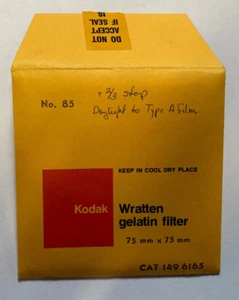 DO NOT
ACCEPT
IF SEAL
IS
No. 85
+ 2/3 stop
Daylight to Type A Film
KEEP IN COOL DRY PLACE
Kodak
Wratten
gelatin filter
75 mm x 75 mm
CAT 149 6165